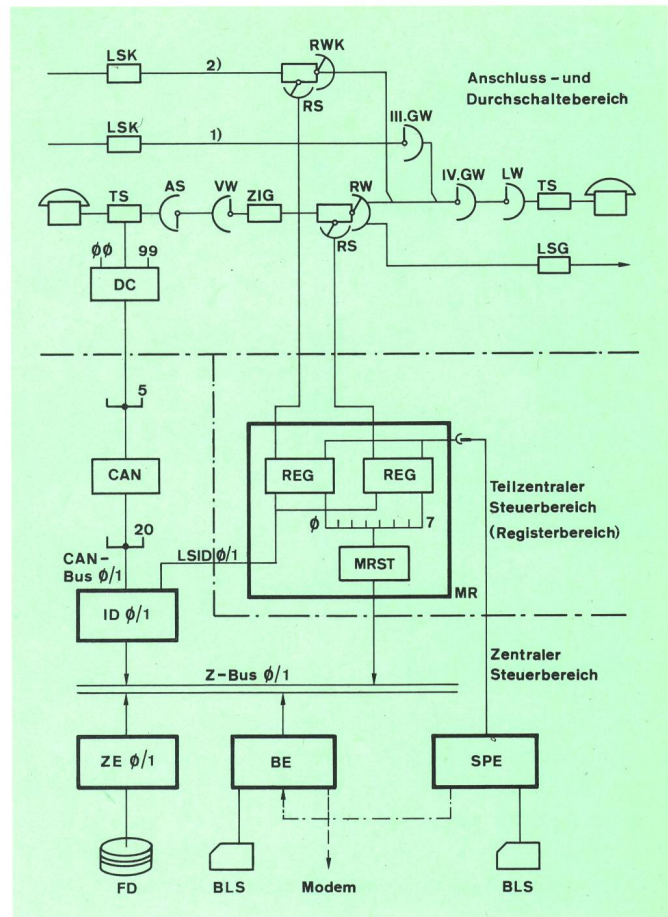 RWK
LSK
2)
RS
Anschluss – und
Durchschaltebereich
LSK
1)
III.GW
AS
VW
ZIG
RW
IV.GW
LW
TS
TS
RS
ØØ
99
DC
LSG
5
CAN
REG
REG
Teilzentraler
Steuerbereich
(Registerbereich)
Ø
7
20
CAN-
Bus Ø/1
LSID Ø/1
MRST
MR
ID Ø/1
Zentraler
Steuerbereich
Z-Bus Ø/1
ZE Ø/1
BE
SPE
FD
BLS
Modem
BLS